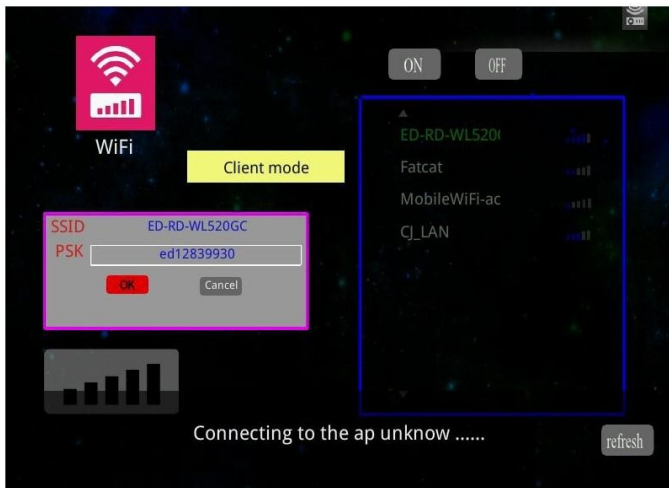 WiFi
ON
OFF
Client mode
ED-RD-WL520(
Fatcat
MobileWiFi-ac
CJ_LAN
SSID ED-RD-WL520GC
PSK ed12839930
OK
Cancel
Connecting to the ap unknow ......
refresh